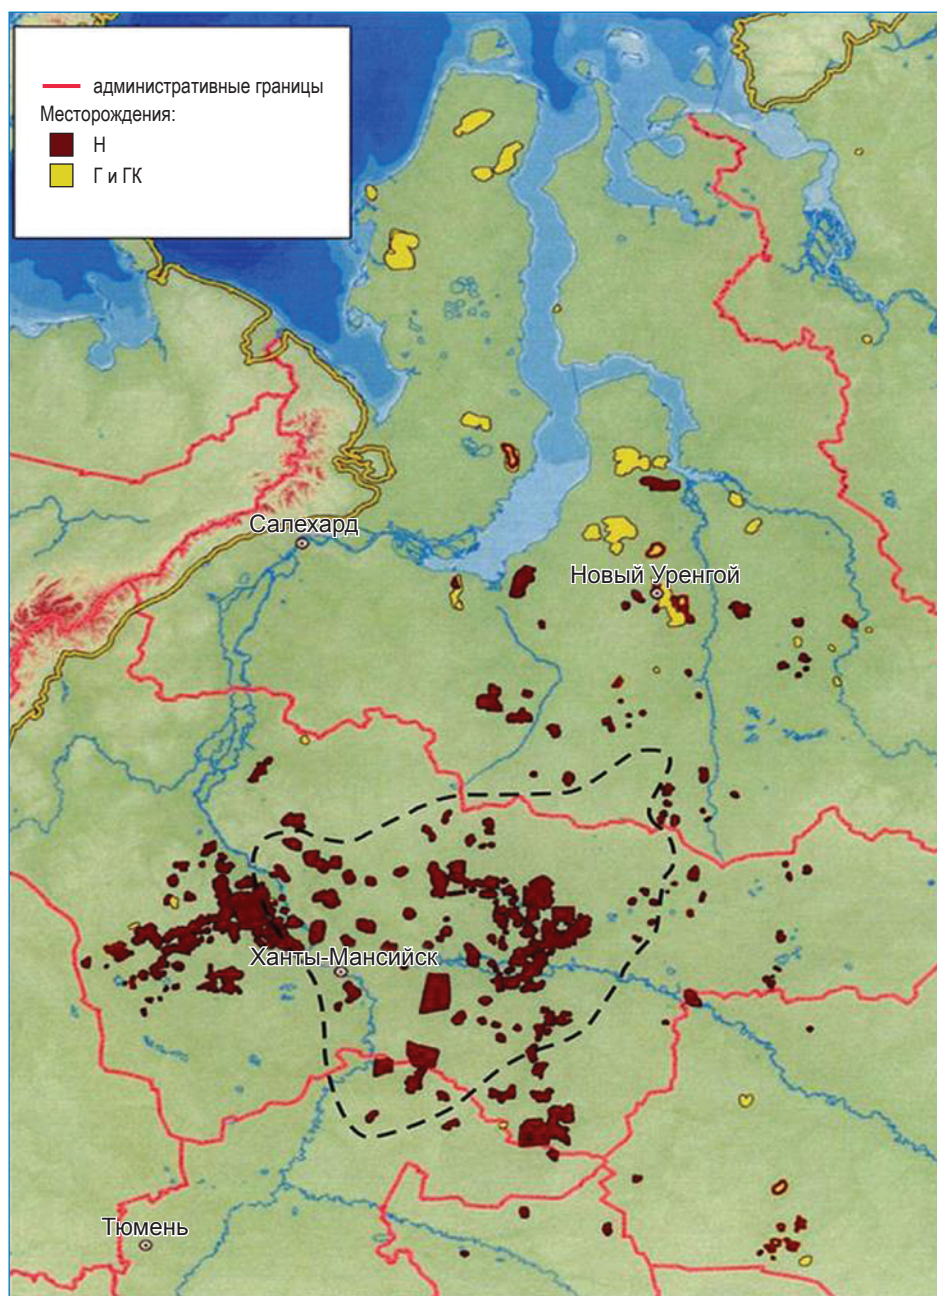 административные границы
Месторождения:
Н
Г и ГК
Салехард
Новый Уренгой
Ханты-Мансийск
Тюмень